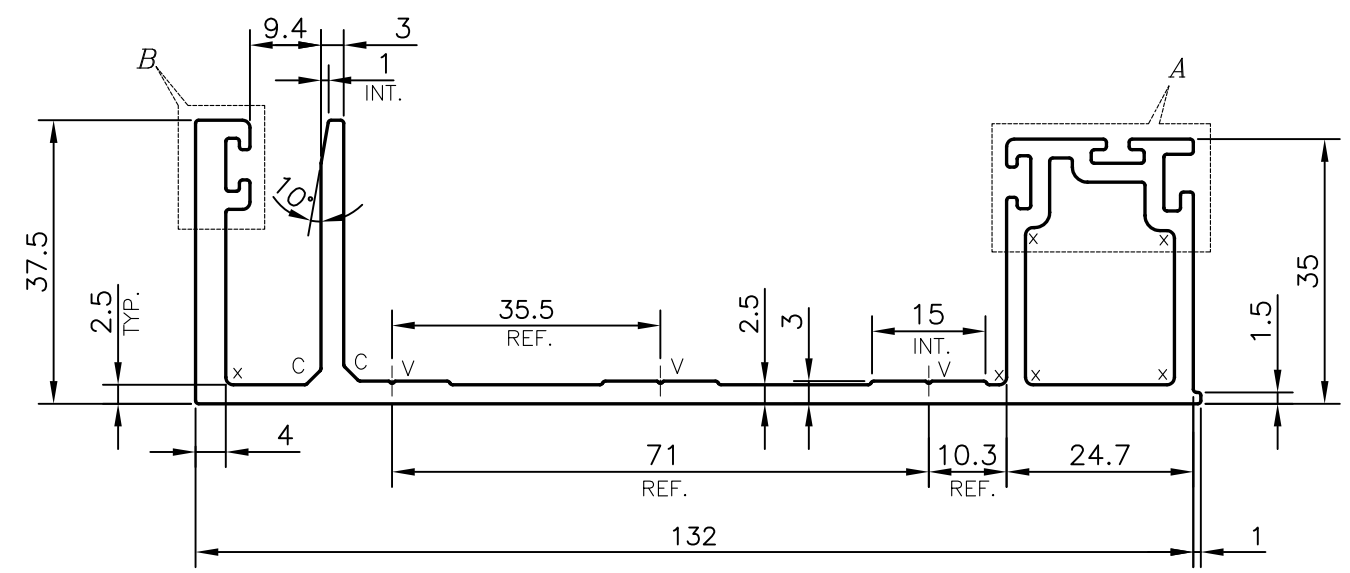 9.4
3
1
INT.
B
A
10°
37.5
2.5
TYP.
35.5
REF.
2.5
3
15
INT.
35
1.5
x
C
C
V
V
V
x
x
x
x
x
4
71
REF.
10.3
REF.
24.7
132
1